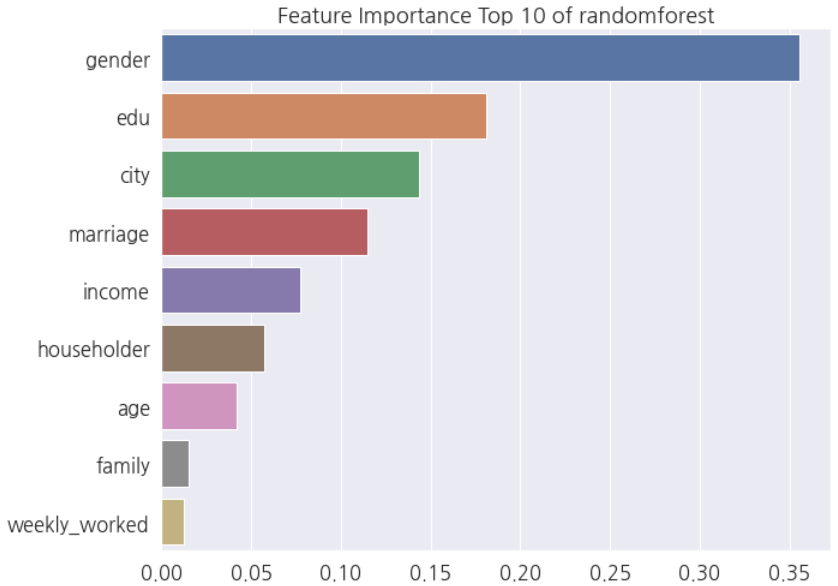 Feature Importance Top 10 of randomforest
gender
edu
city
marriage
income
householder
age
family
weekly_worked
0.00 0.05 0.10 0.15 0.20 0.25 0.30 0.35